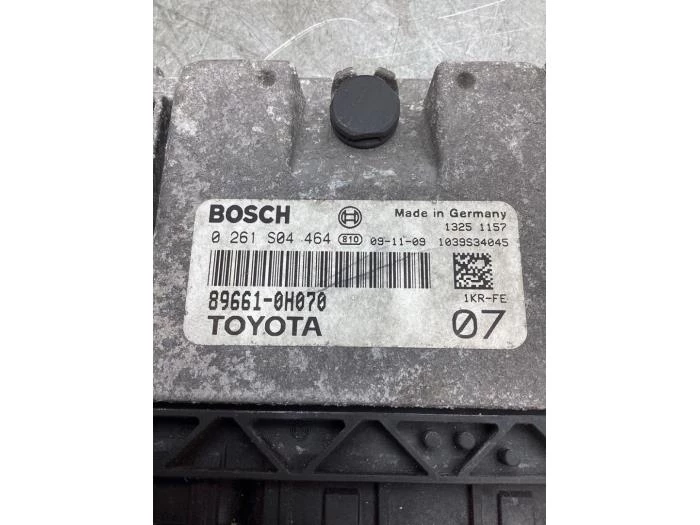 BOSCH Made in Germany
1325 1157
0 261 S04 464 810 09-11-09 1039S34045
89661-0H070 1KR-FE
TOYOTA 07